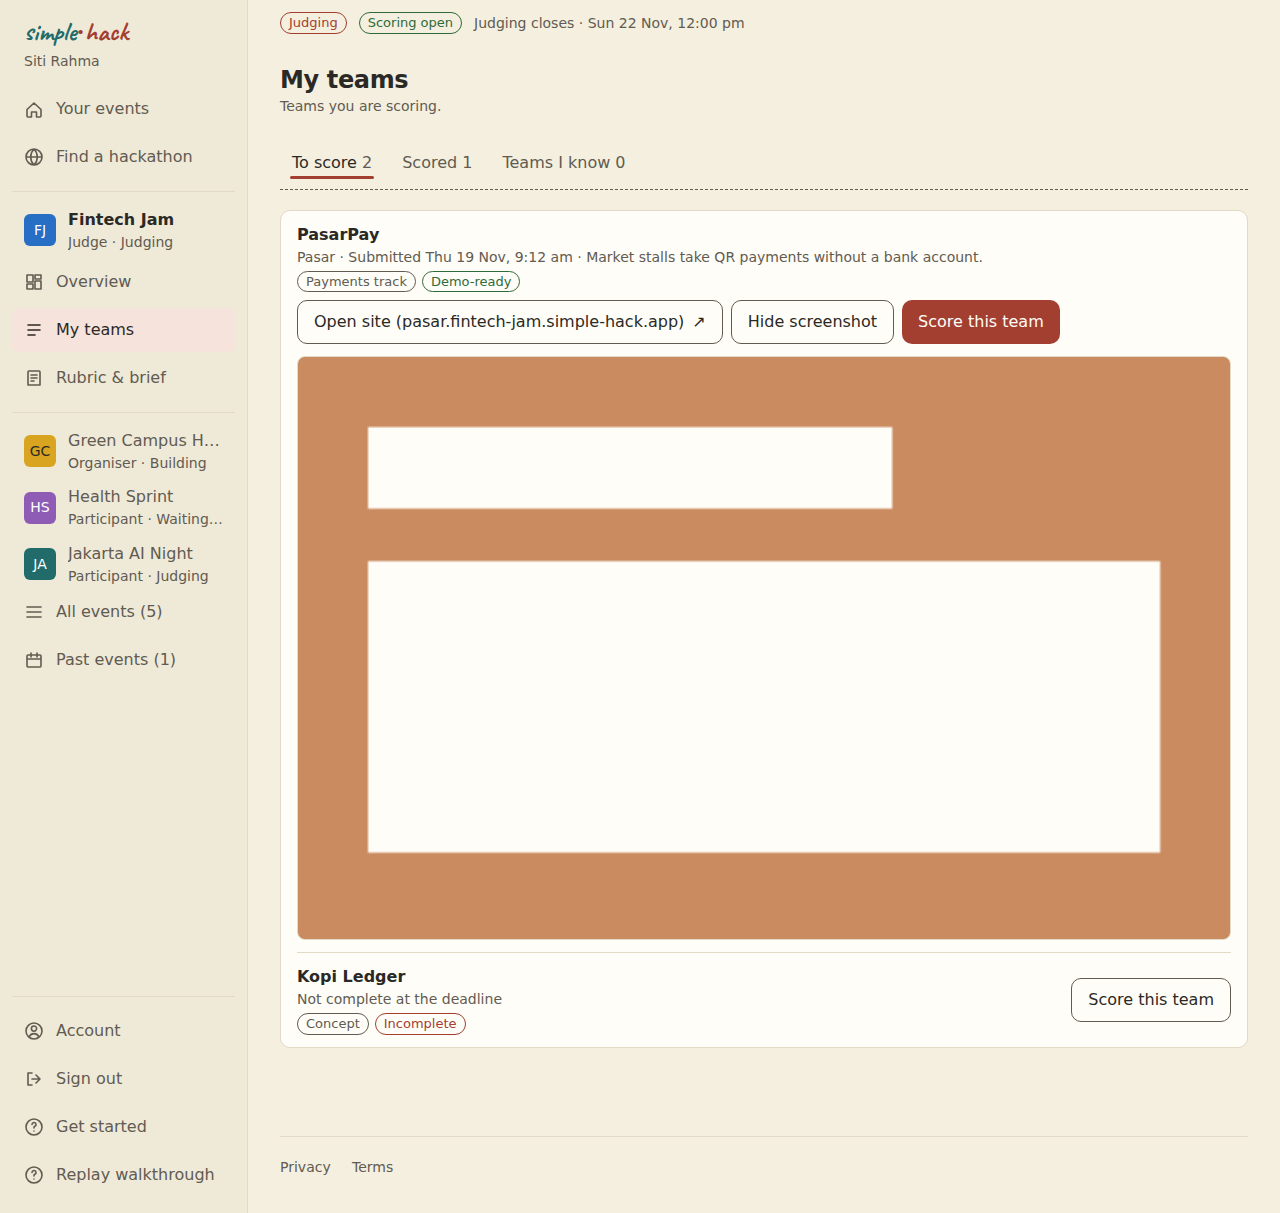 simple·hack
Siti Rahma
Your events
Find a hackathon
FJ
Fintech Jam
Judge · Judging
Overview
My teams
Rubric & brief
GC
Green Campus H…
Organiser · Building
HS
Health Sprint
Participant · Waiting…
JA
Jakarta AI Night
Participant · Judging
All events (5)
Past events (1)
Account
Sign out
Get started
Replay walkthrough
Judging Scoring open Judging closes · Sun 22 Nov, 12:00 pm
My teams
Teams you are scoring.
To score 2 Scored 1 Teams I know 0
PasarPay
Pasar · Submitted Thu 19 Nov, 9:12 am · Market stalls take QR payments without a bank account.
Payments track Demo-ready
Open site (pasar.fintech-jam.simple-hack.app) ↗ Hide screenshot Score this team
Kopi Ledger
Not complete at the deadline
Concept Incomplete
Score this team
Privacy Terms